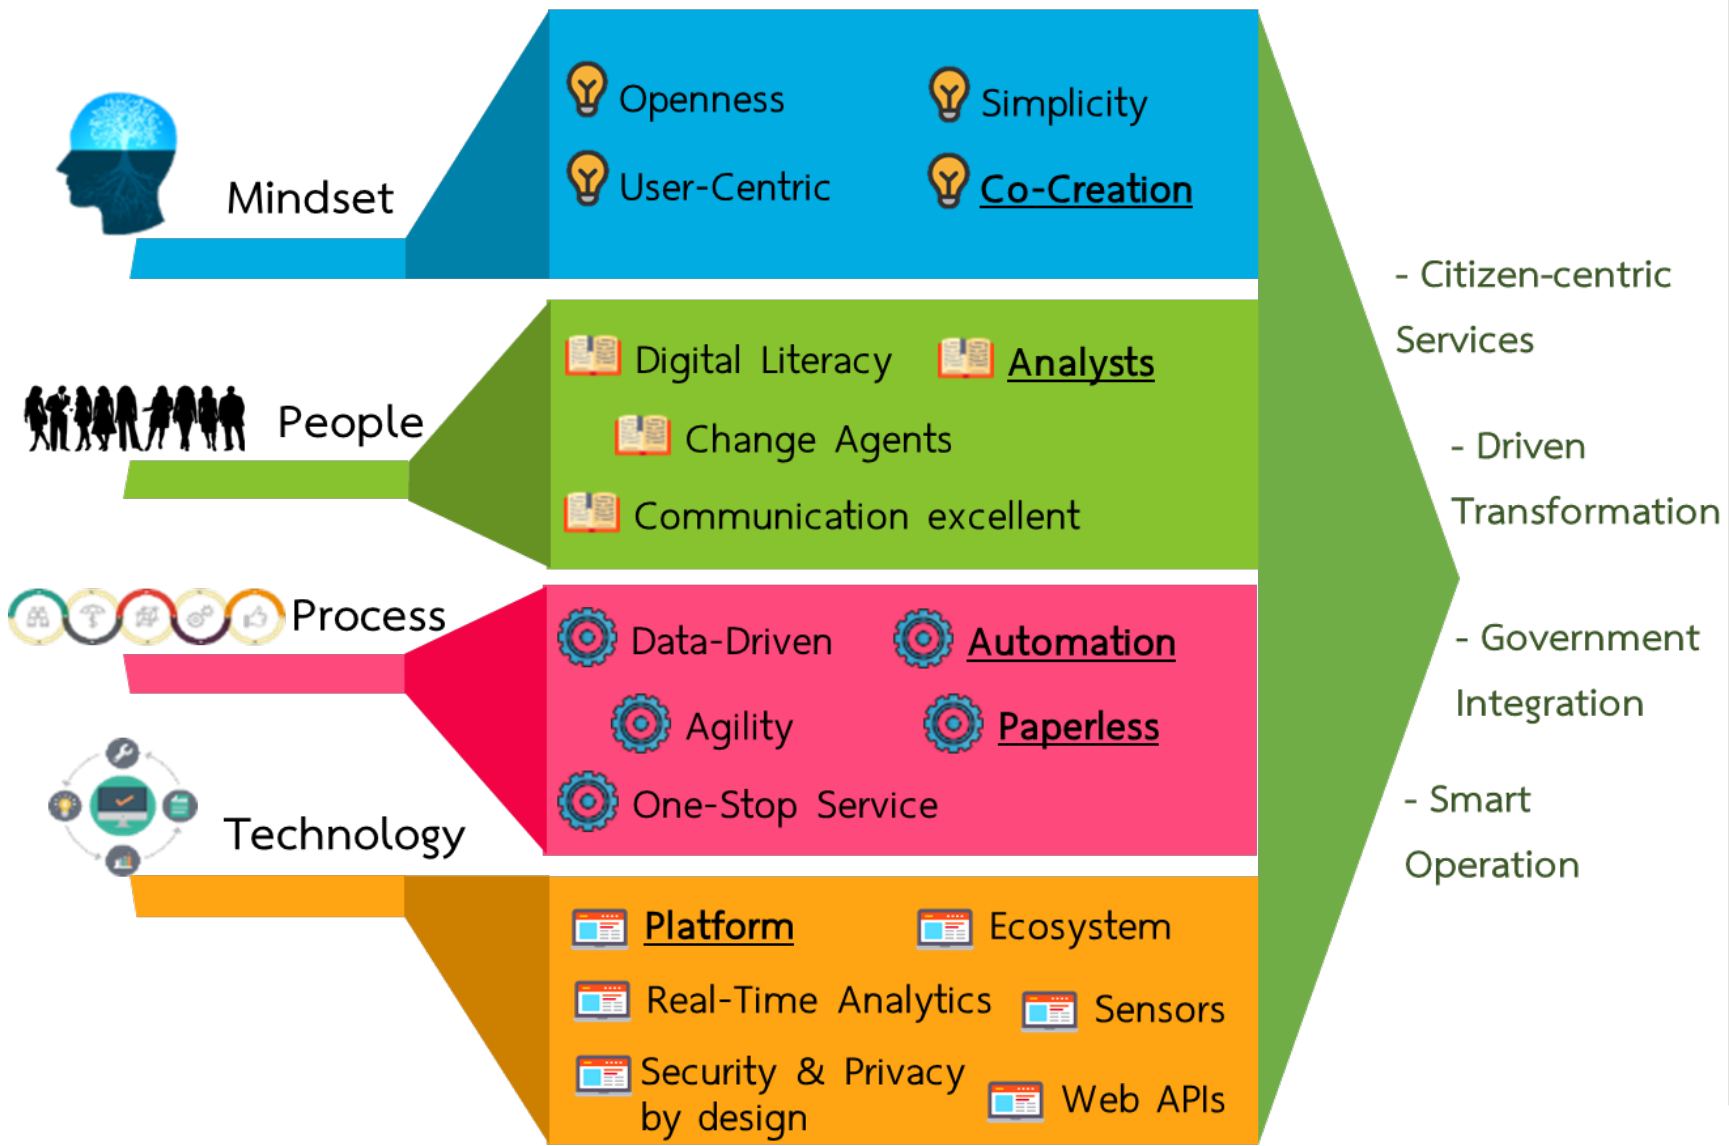 Mindset
Openness
Simplicity
User-Centric
Co-Creation
People
Digital Literacy
Analysts
Change Agents
Communication excellent
Process
Data-Driven
Automation
Agility
Paperless
One-Stop Service
Technology
Platform
Ecosystem
Real-Time Analytics
Sensors
Security & Privacy
by design
Web APIs
- Citizen-centric
Services
- Driven
Transformation
- Government
Integration
- Smart
Operation